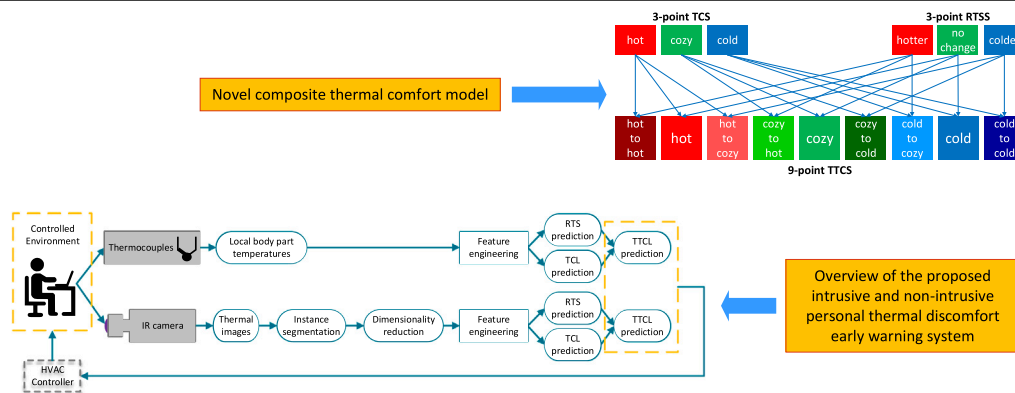 3-point TCS
3-point RTSS
hot
cozy
cold
hotter
no
change
colde
Novel composite thermal comfort model
hot
to
hot
hot
hot
to
cozy
cozy
to
hot
cozy
cozy
to
cold
cold
to
cozy
cold
cold
to
cold
9-point TTCS
Controlled
Environment
Thermocouples
Local body part
temperatures
Feature
engineering
RTS
prediction
TCL
prediction
TTCL
prediction
IR camera
Thermal
images
Instance
segmentation
Dimensionality
reduction
Feature
engineering
RTS
prediction
TCL
prediction
TTCL
prediction
HVAC
Controller
Overview of the proposed
intrusive and non-intrusive
personal thermal discomfort
early warning system